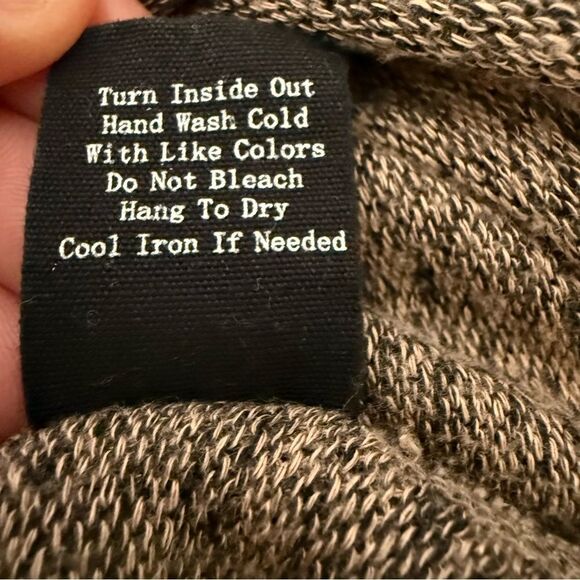 Turn Inside Out
Hand Wash Cold
With Like Colors
Do Not Bleach
Hang To Dry
Cool Iron If Needed